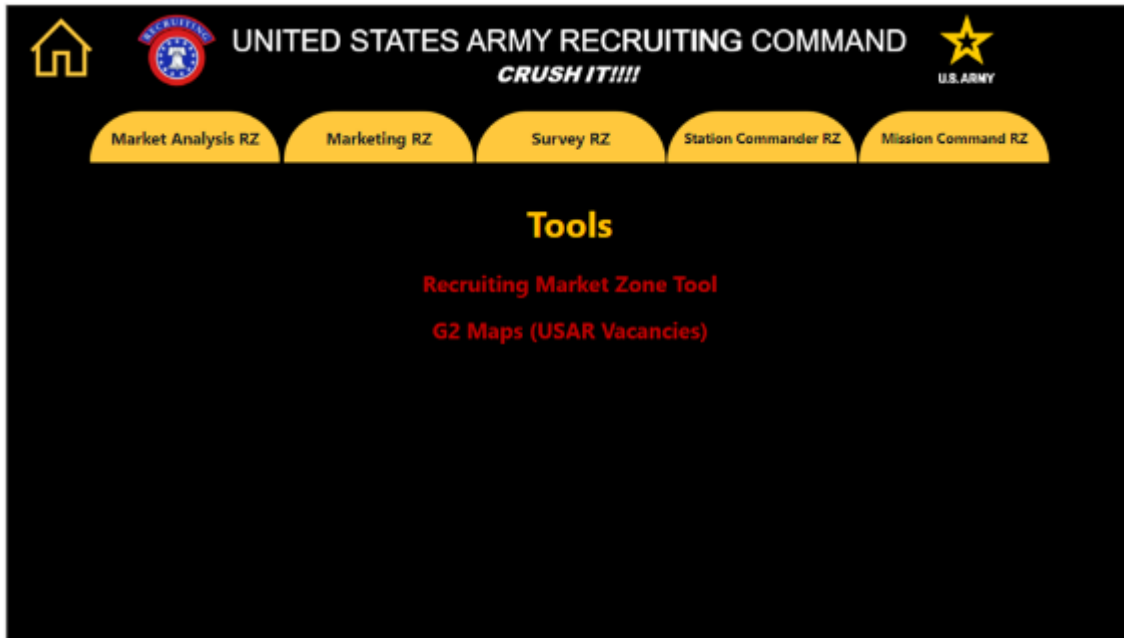 RECRUITING
UNITED STATES ARMY RECRUITING COMMAND
CRUSH IT!!!!
U.S. ARMY
Market Analysis RZ
Marketing RZ
Survey RZ
Station Commander RZ
Mission Command RZ
Tools
Recruiting Market Zone Tool
G2 Maps (USAR Vacancies)